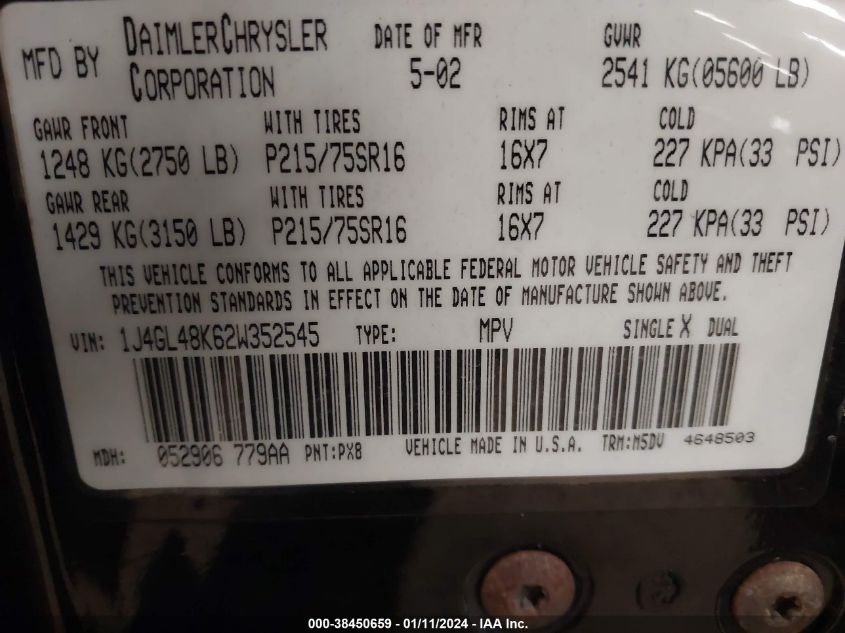 MFD BY DAIMLERCHRYSLER CORPORATION DATE OF MFR 5-02 GVWR 2541 KG(05600 LB)
GAWR FRONT WITH TIRES RIMS AT COLD
1248 KG(2750 LB) P215/75SR16 16X7 227 KPA(33 PSI)
GAWR REAR WITH TIRES RIMS AT COLD
1429 KG(3150 LB) P215/75SR16 16X7 227 KPA(33 PSI)
THIS VEHICLE CONFORMS TO ALL APPLICABLE FEDERAL MOTOR VEHICLE SAFETY AND THEFT
PREVENTION STANDARDS IN EFFECT ON THE DATE OF MANUFACTURE SHOWN ABOVE.
VIN: 1J4GL48K62W352545 TYPE: MPV SINGLE X DUAL
MDH: 052906 779AA PNT:PX8 VEHICLE MADE IN U.S.A. TRM:M5DV 4648503
000-38450659 - 01/11/2024 - IAA Inc.